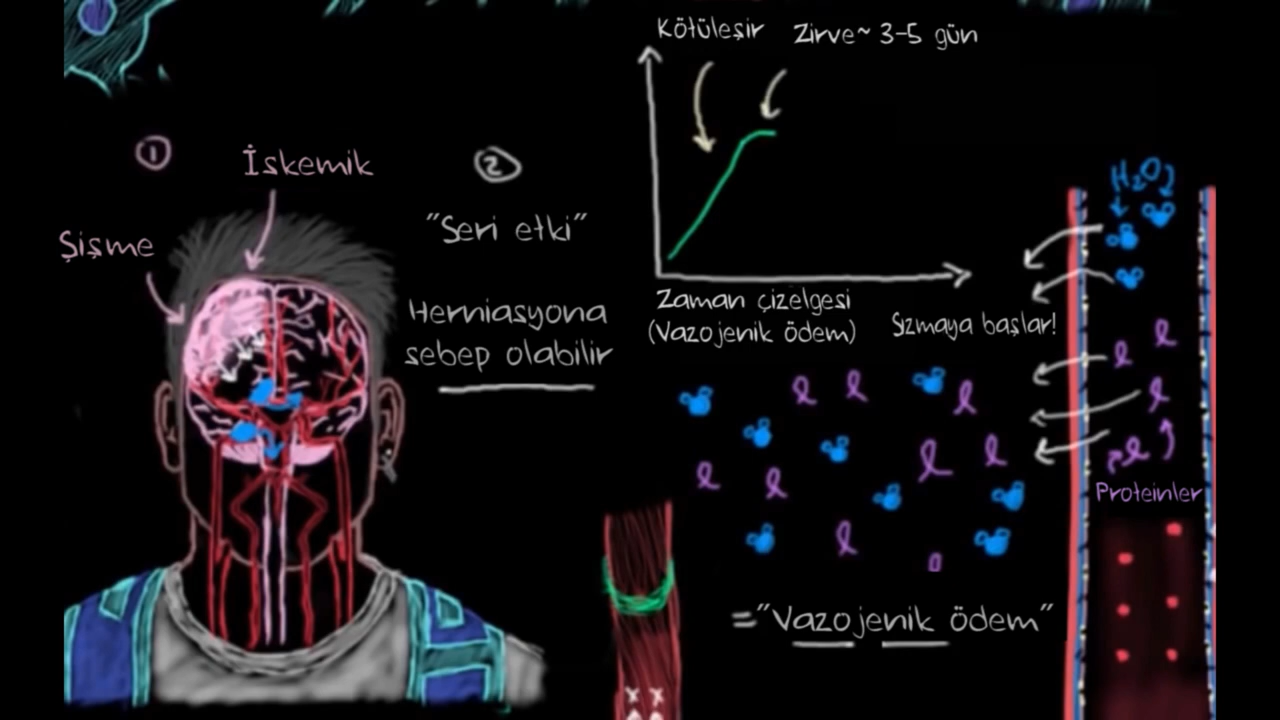 Kötüleşir
Zirve~ 3-5 gün
1
İskemik
Şişme
2
"Seri etki"
Herniasyona
sebep olabilir
Zaman çizelgesi
(Vazojenik ödem)
Sızmaya başlar!
H₂O
Proteinler
="Vazojenik ödem"